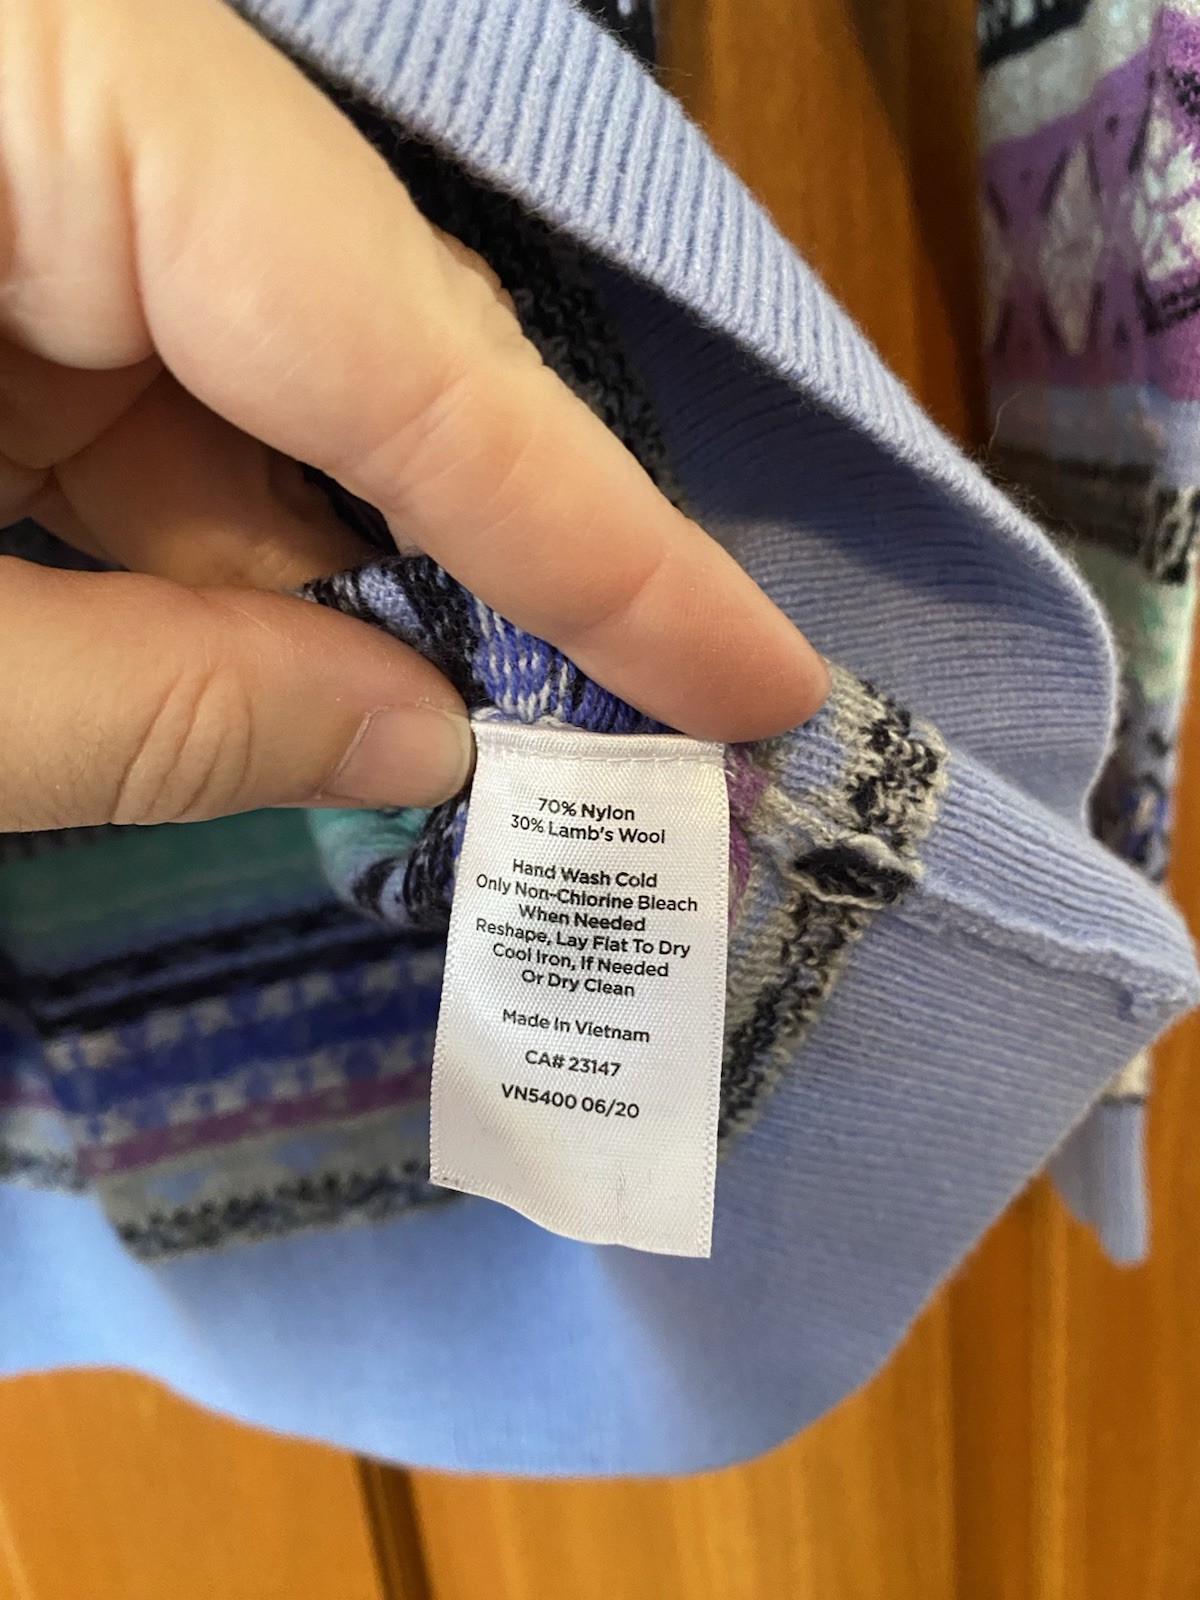 70% Nylon
30% Lamb's Wool
Hand Wash Cold
Only Non-Chlorine Bleach
When Needed
Reshape, Lay Flat To Dry
Cool Iron, If Needed
Or Dry Clean
Made In Vietnam
CA# 23147
VN5400 06/20